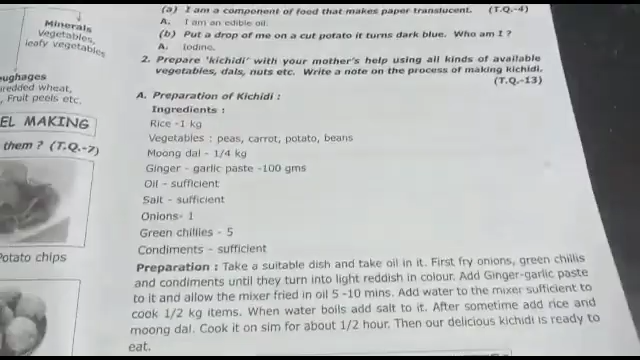 Minerals
Vegetables,
leafy vegetables
oughages
hredded wheat,
, Fruit peels etc.
EL MAKING
them ? (T.Q.-7)
Potato chips
(a) I am a component of food that makes paper translucent. (T.Q.-4)
A. I am an edible oil.
(b) Put a drop of me on a cut potato it turns dark blue. Who am I ?
A. Iodine.
2. Prepare 'kichidi' with your mother's help using all kinds of available
vegetables, dals, nuts etc. Write a note on the process of making kichidi.
(T.Q.-13)
A. Preparation of Kichidi :
Ingredients :
Rice -1 kg
Vegetables : peas, carrot, potato, beans
Moong dal - 1/4 kg
Ginger - garlic paste -100 gms
Oil - sufficient
Salt - sufficient
Onions- 1
Green chillies - 5
Condiments - sufficient
Preparation : Take a suitable dish and take oil in it. First fry onions, green chillis
and condiments until they turn into light reddish in colour. Add Ginger-garlic paste
to it and allow the mixer fried in oil 5 -10 mins. Add water to the mixer sufficient to
cook 1/2 kg items. When water boils add salt to it. After sometime add rice and
moong dal. Cook it on sim for about 1/2 hour. Then our delicious kichidi is ready to
eat.